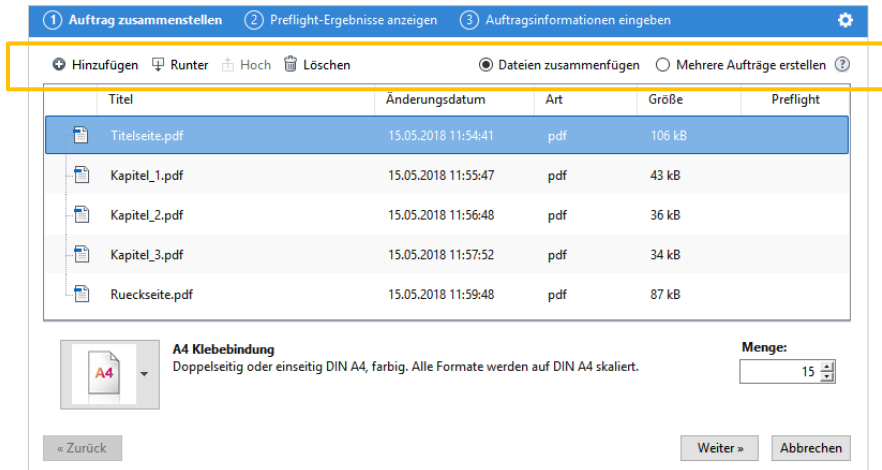 1 Auftrag zusammenstellen 2 Preflight-Ergebnisse anzeigen 3 Auftragsinformationen eingeben
Hinzufügen Runter Hoch Löschen Dateien zusammenfügen Mehrere Aufträge erstellen ?
Titel Änderungsdatum Art Größe Preflight
Titelseite.pdf 15.05.2018 11:54:41 pdf 106 kB
Kapitel_1.pdf 15.05.2018 11:55:47 pdf 43 kB
Kapitel_2.pdf 15.05.2018 11:56:48 pdf 36 kB
Kapitel_3.pdf 15.05.2018 11:57:52 pdf 34 kB
Rueckseite.pdf 15.05.2018 11:59:48 pdf 87 kB
A4 Klebebindung Menge:
A4 Doppelseitig oder einseitig DIN A4, farbig. Alle Formate werden auf DIN A4 skaliert. 15
« Zurück Weiter » Abbrechen